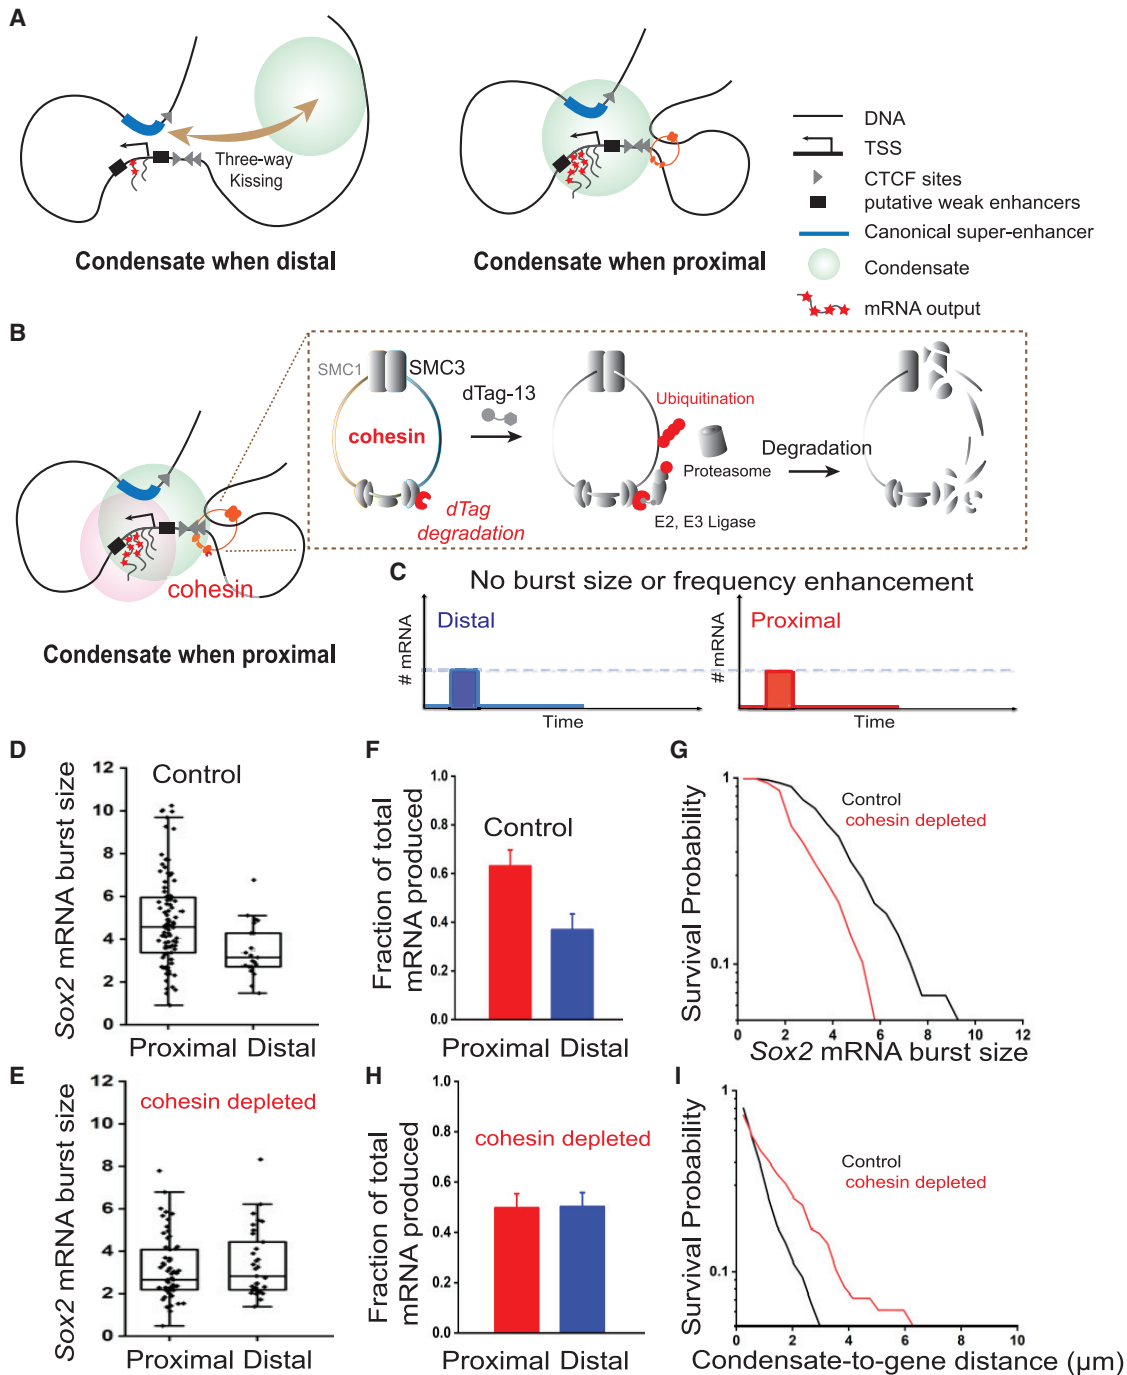 A
Three-way
Kissing
Condensate when distal
Condensate when proximal
DNA
TSS
CTCF sites
putative weak enhancers
Canonical super-enhancer
Condensate
mRNA output
B
SMC1
SMC3
cohesin
dTag-13
dTag
degradation
Ubiquitination
Proteasome
E2, E3 Ligase
Degradation
cohesin
Condensate when proximal
C
No burst size or frequency enhancement
# mRNA
Distal
Time
# mRNA
Proximal
Time
D
Sox2 mRNA burst size
12
10
8
6
4
2
0
Control
Proximal Distal
F
Fraction of total
mRNA produced
1.0
0.8
0.6
0.4
0.2
0.0
Control
Proximal Distal
G
Survival Probability
1
0.1
Control
cohesin depleted
0 2 4 6 8 10 12
Sox2 mRNA burst size
E
Sox2 mRNA burst size
12
10
8
6
4
2
0
cohesin depleted
Proximal Distal
H
Fraction of total
mRNA produced
1.0
0.8
0.6
0.4
0.2
0.0
cohesin depleted
Proximal Distal
I
Survival Probability
1
0.1
Control
cohesin depleted
0 2 4 6 8 10
Condensate-to-gene distance (μm)